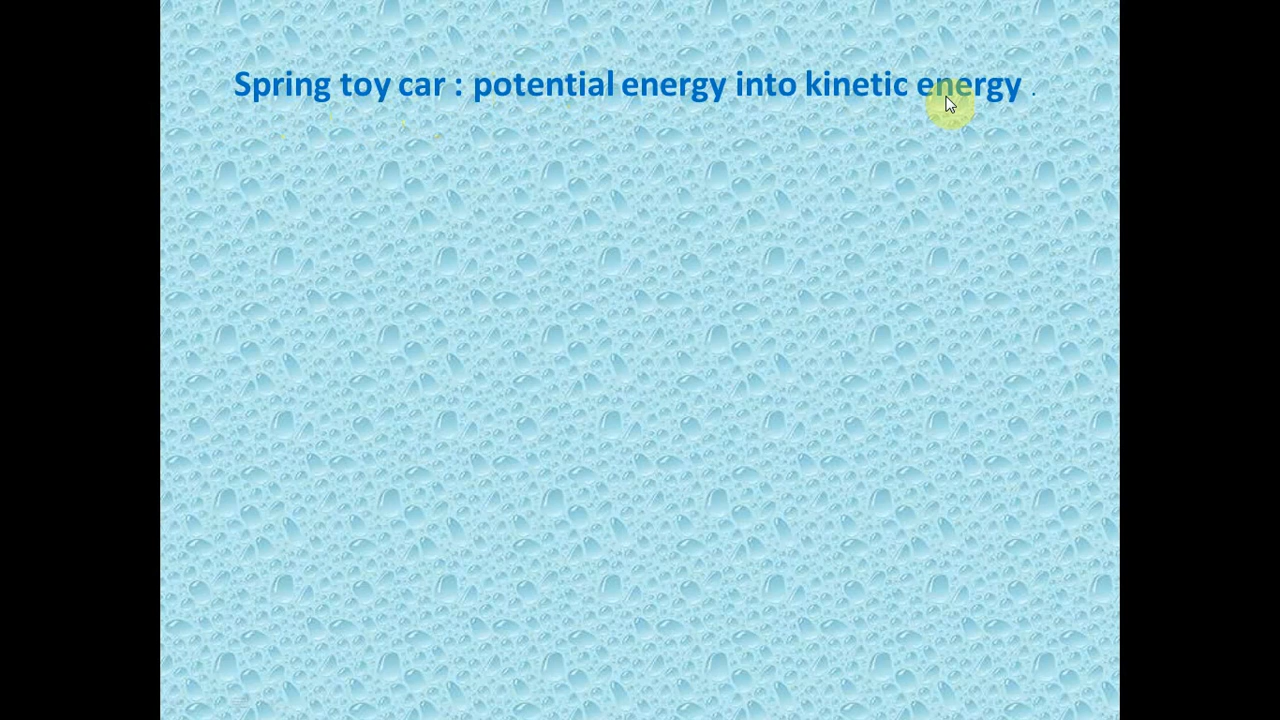 Spring toy car : potential energy into kinetic energy .